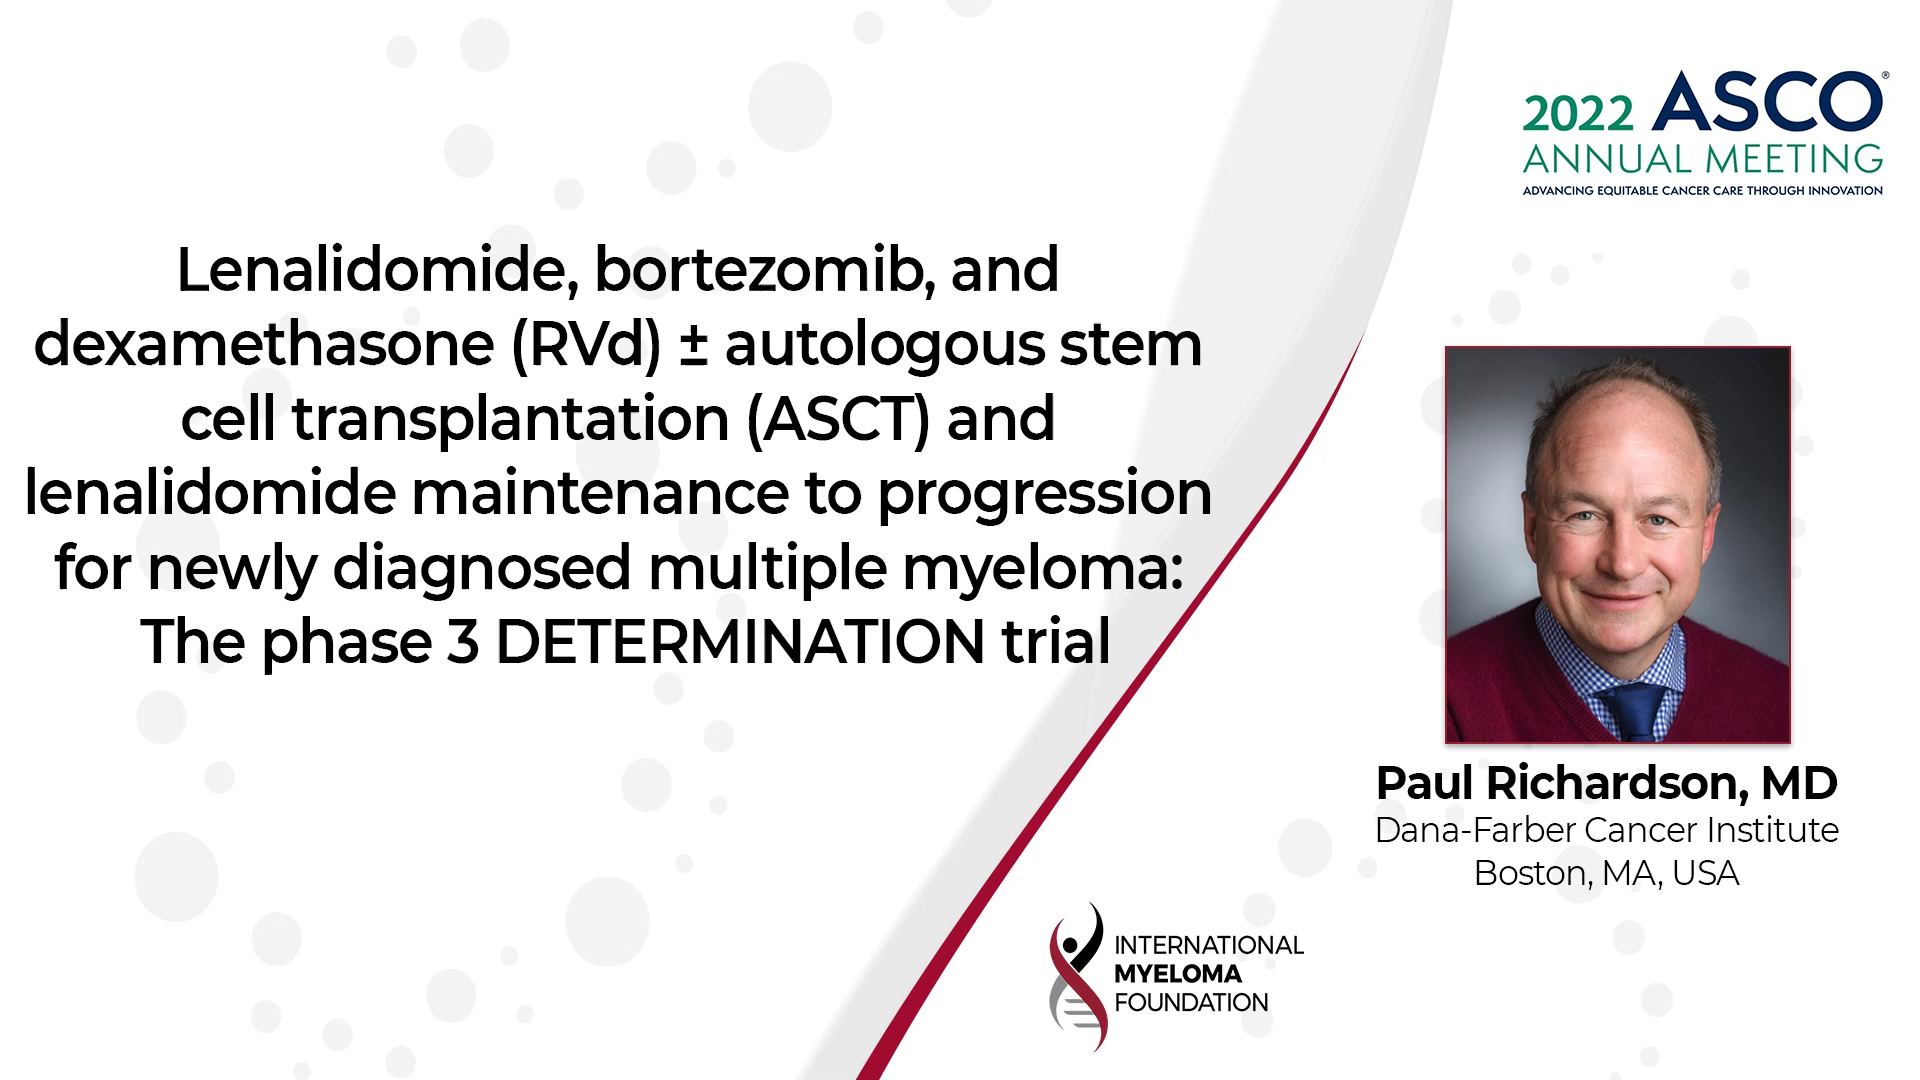 Lenalidomide, bortezomib, and
dexamethasone (RVd) ± autologous stem
cell transplantation (ASCT) and
lenalidomide maintenance to progression
for newly diagnosed multiple myeloma:
The phase 3 DETERMINATION trial
2022 ASCO®
ANNUAL MEETING
ADVANCING EQUITABLE CANCER CARE THROUGH INNOVATION
Paul Richardson, MD
Dana-Farber Cancer Institute
Boston, MA, USA
INTERNATIONAL
MYELOMA
FOUNDATION